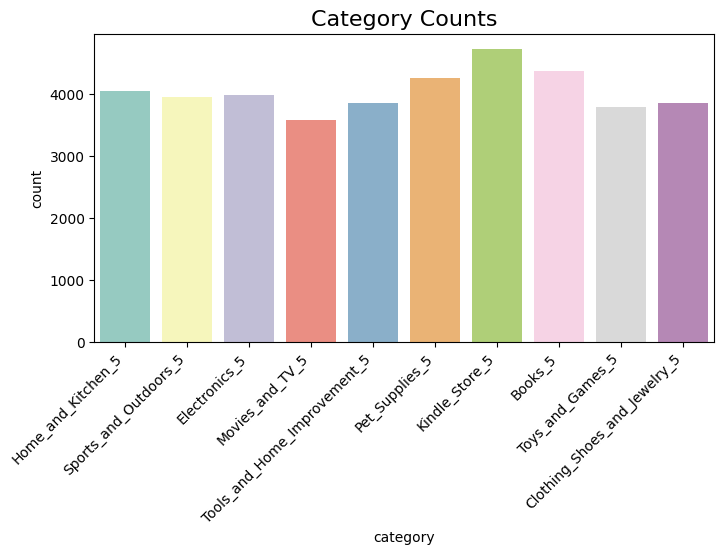 Category Counts
count
4000
3000
2000
1000
0
Home_and_Kitchen_5
Sports_and_Outdoors_5
Electronics_5
Movies_and_TV_5
Tools_and_Home_Improvement_5
Pet_Supplies_5
Kindle_Store_5
Books_5
Toys_and_Games_5
Clothing_Shoes_and_Jewelry_5
category